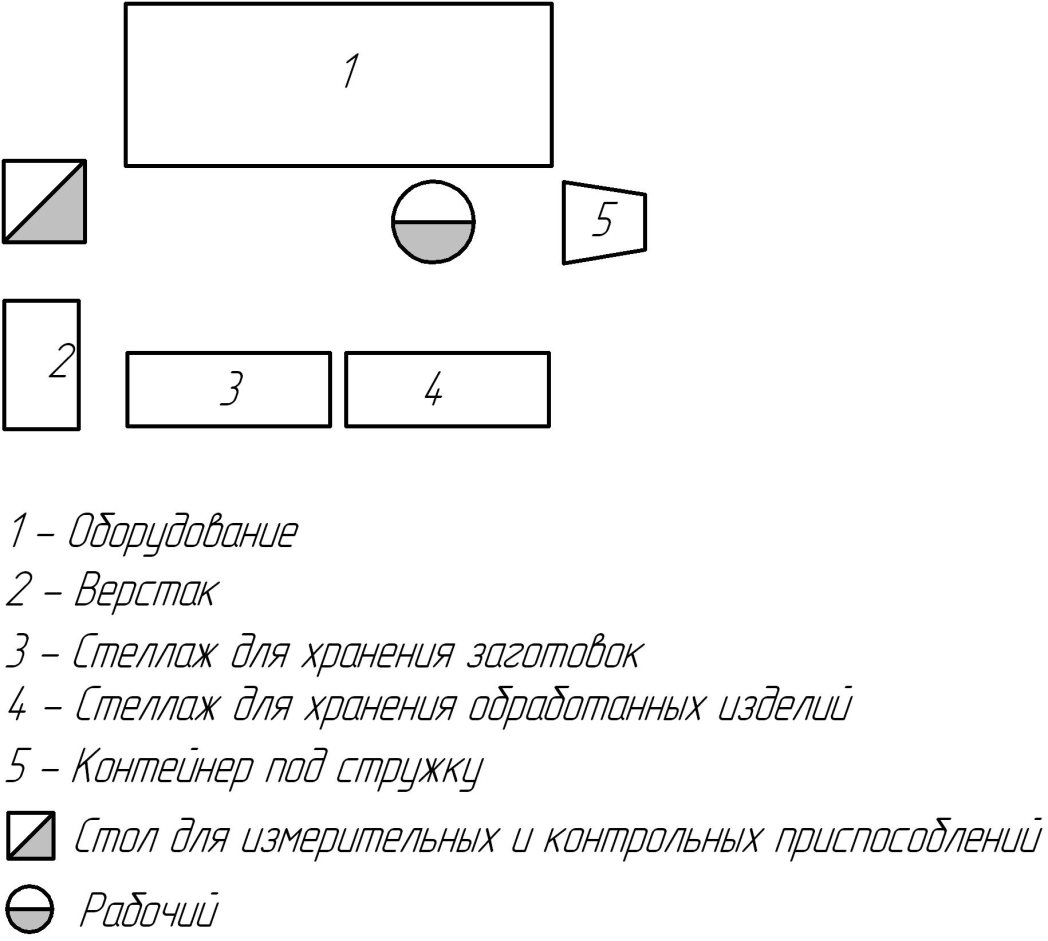 1
5
2
3
4
1 – Оборудование
2 – Верстак
3 – Стеллаж для хранения заготовок
4 – Стеллаж для хранения обработанных изделий
5 – Контейнер под стружку
Стол для измерительных и контрольных приспособлений
Рабочий